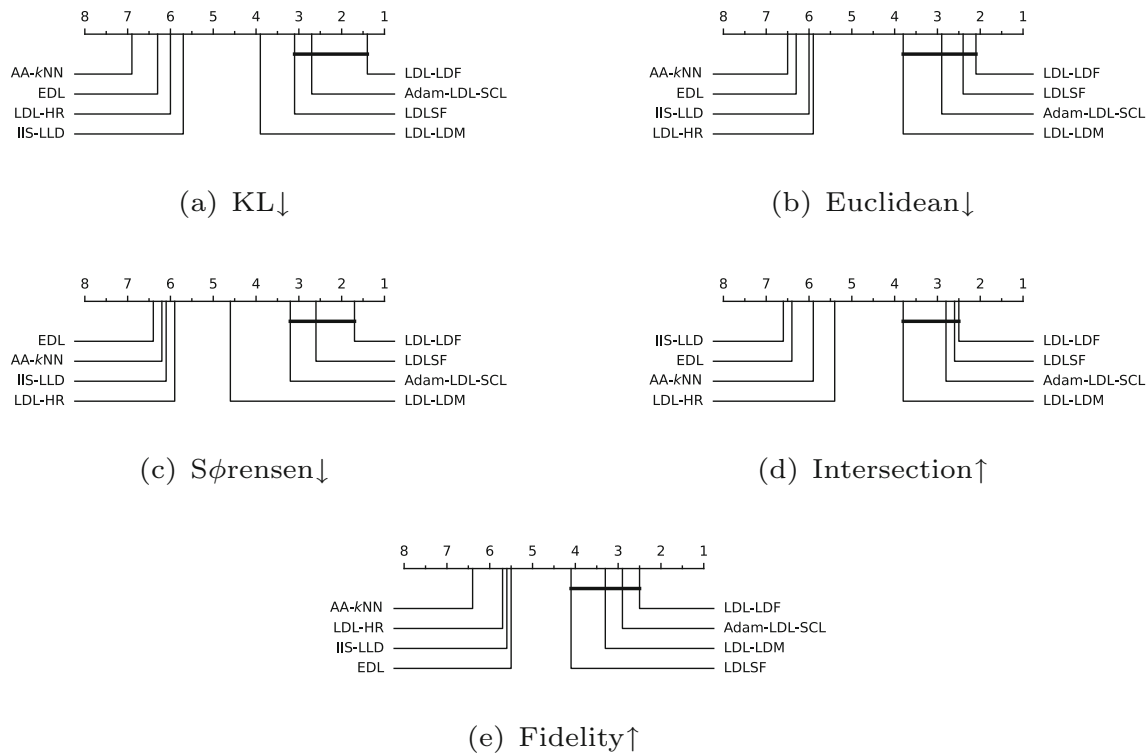 8 7 6 5 4 3 2 1
AA-kNN LDL-LDF
EDL Adam-LDL-SCL
LDL-HR LDLSF
IIS-LLD LDL-LDM
(a) KL↓
8 7 6 5 4 3 2 1
AA-kNN LDL-LDF
EDL LDLSF
IIS-LLD Adam-LDL-SCL
LDL-HR LDL-LDM
(b) Euclidean↓
8 7 6 5 4 3 2 1
EDL LDL-LDF
AA-kNN LDLSF
IIS-LLD Adam-LDL-SCL
LDL-HR LDL-LDM
(c) Sϕrensen↓
8 7 6 5 4 3 2 1
IIS-LLD LDL-LDF
EDL LDLSF
AA-kNN Adam-LDL-SCL
LDL-HR LDL-LDM
(d) Intersection↑
8 7 6 5 4 3 2 1
AA-kNN LDL-LDF
LDL-HR Adam-LDL-SCL
IIS-LLD LDL-LDM
EDL LDLSF
(e) Fidelity↑